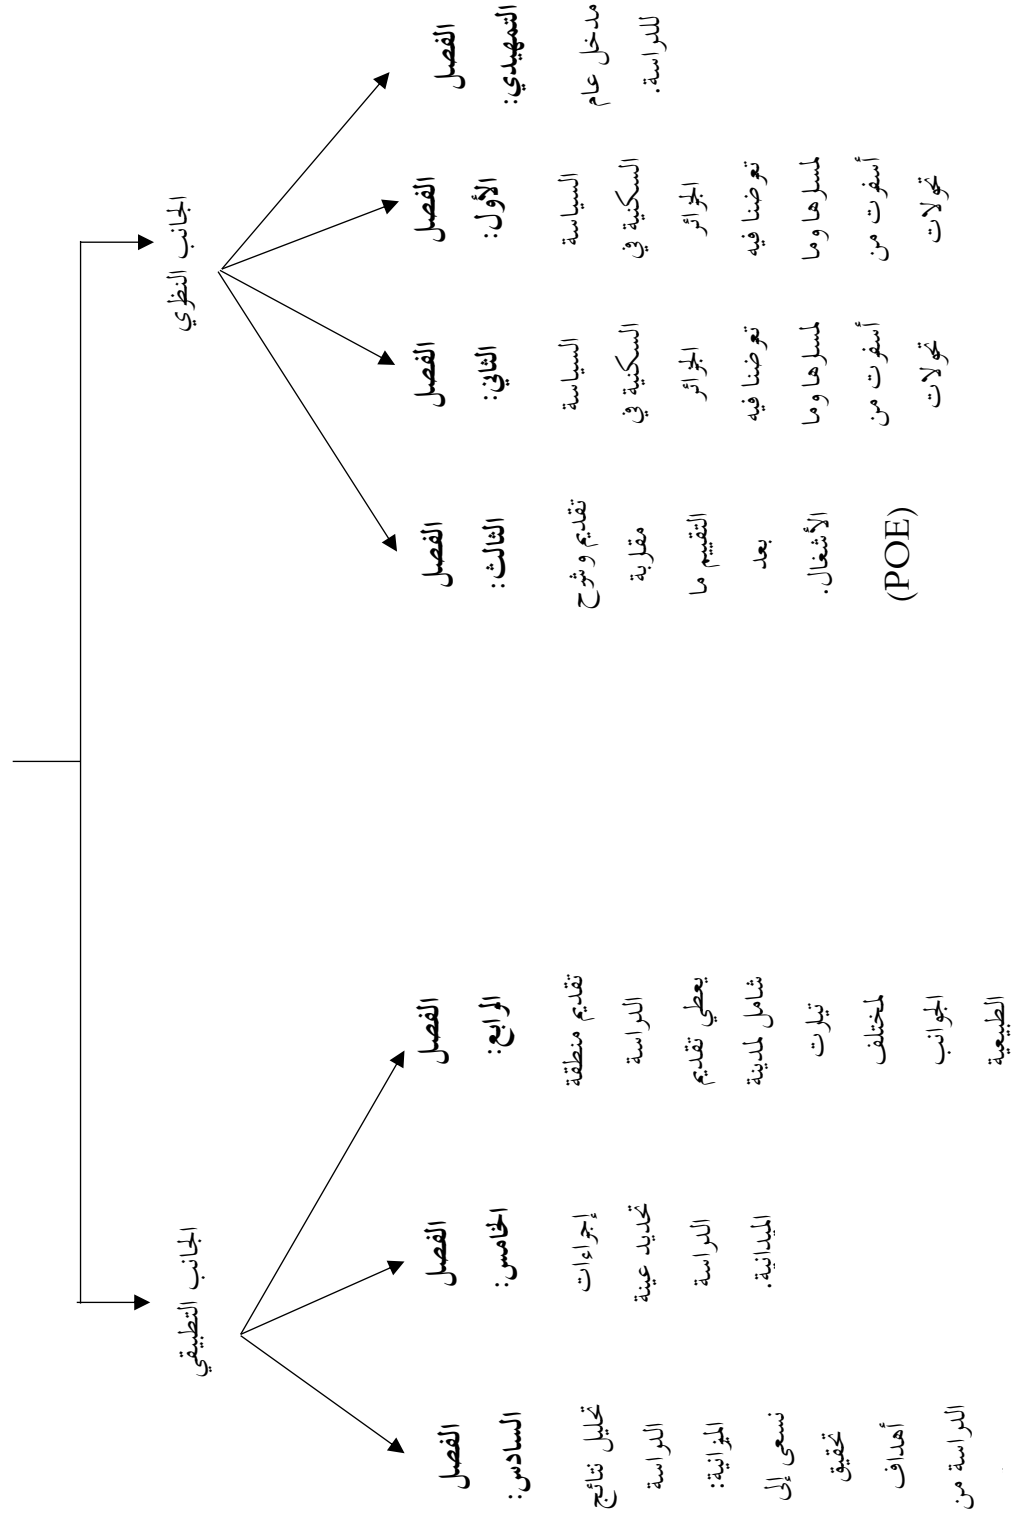 الجانب النظري
الفصل
التمهيدي:
مدخل عام
للدراسة.
الفصل
الأول:
السياسة
السكنية في
الجزائر
تعرضنا فيه
لمسارها وما
أسفرت من
تحولات
الفصل
الثاني:
السياسة
السكنية في
الجزائر
تعرضنا فيه
لمسارها وما
أسفرت من
تحولات
الفصل
الثالث:
تقديم وشرح
مقاربة
التقييم ما
بعد
الأشغال.
(POE)
الجانب التطبيقي
الفصل
الرابع:
تقديم منطقة
الدراسة
يعطي تقديم
شامل لمدينة
تيارت
لمختلف
الجوانب
الطبيعية
الفصل
الخامس:
إجراءات
تحديد عينة
الدراسة
الميدانية.
الفصل
السادس:
تحليل نتائج
الدراسة
الميزانية:
نسعى إلى
تحقيق
أهداف
الدراسة من